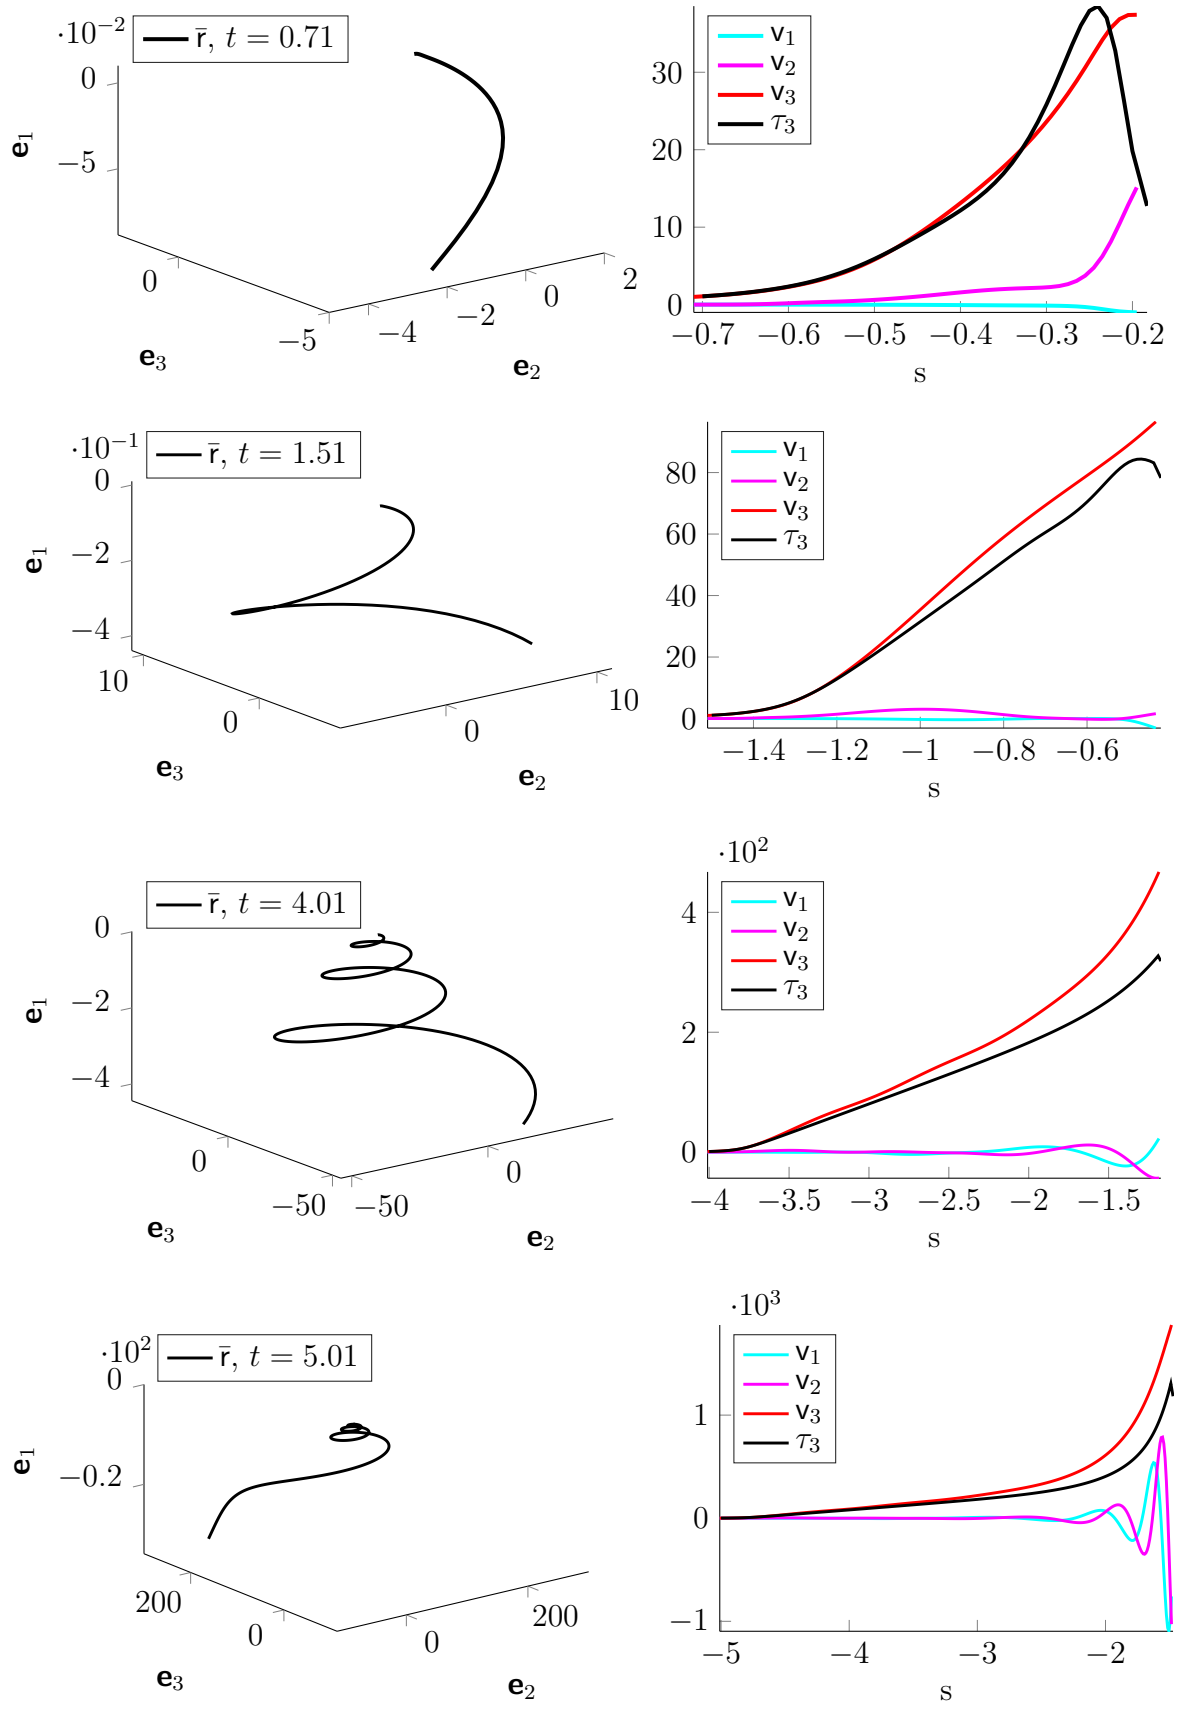 ·10⁻²
r̄, t = 0.71
0
−5
e₁
0
−5
e₃
−4
−2
0
2
e₂
v₁
v₂
v₃
τ₃
30
20
10
0
−0.7
−0.6
−0.5
−0.4
−0.3
−0.2
s
·10⁻¹
r̄, t = 1.51
0
−2
−4
e₁
10
0
e₃
0
10
e₂
v₁
v₂
v₃
τ₃
80
60
40
20
0
−1.4
−1.2
−1
−0.8
−0.6
s
r̄, t = 4.01
0
−2
−4
e₁
0
−50
e₃
−50
0
e₂
·10²
v₁
v₂
v₃
τ₃
4
2
0
−4
−3.5
−3
−2.5
−2
−1.5
s
·10²
r̄, t = 5.01
0
−0.2
e₁
200
0
e₃
0
200
e₂
·10³
v₁
v₂
v₃
τ₃
1
0
−1
−5
−4
−3
−2
s